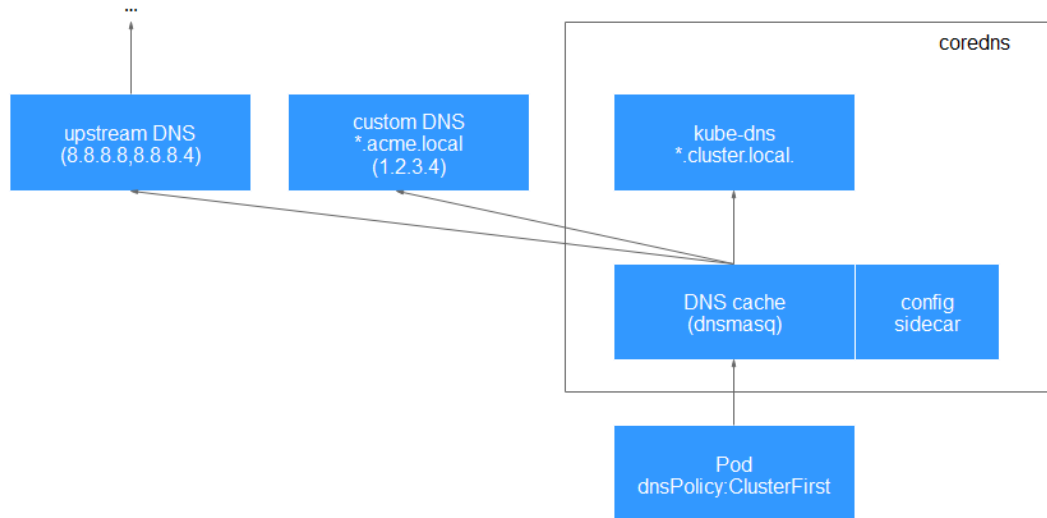 ...
coredns
upstream DNS
(8.8.8.8,8.8.8.4)
custom DNS
*.acme.local
(1.2.3.4)
kube-dns
*.cluster.local.
DNS cache
(dnsmasq)
config
sidecar
Pod
dnsPolicy:ClusterFirst